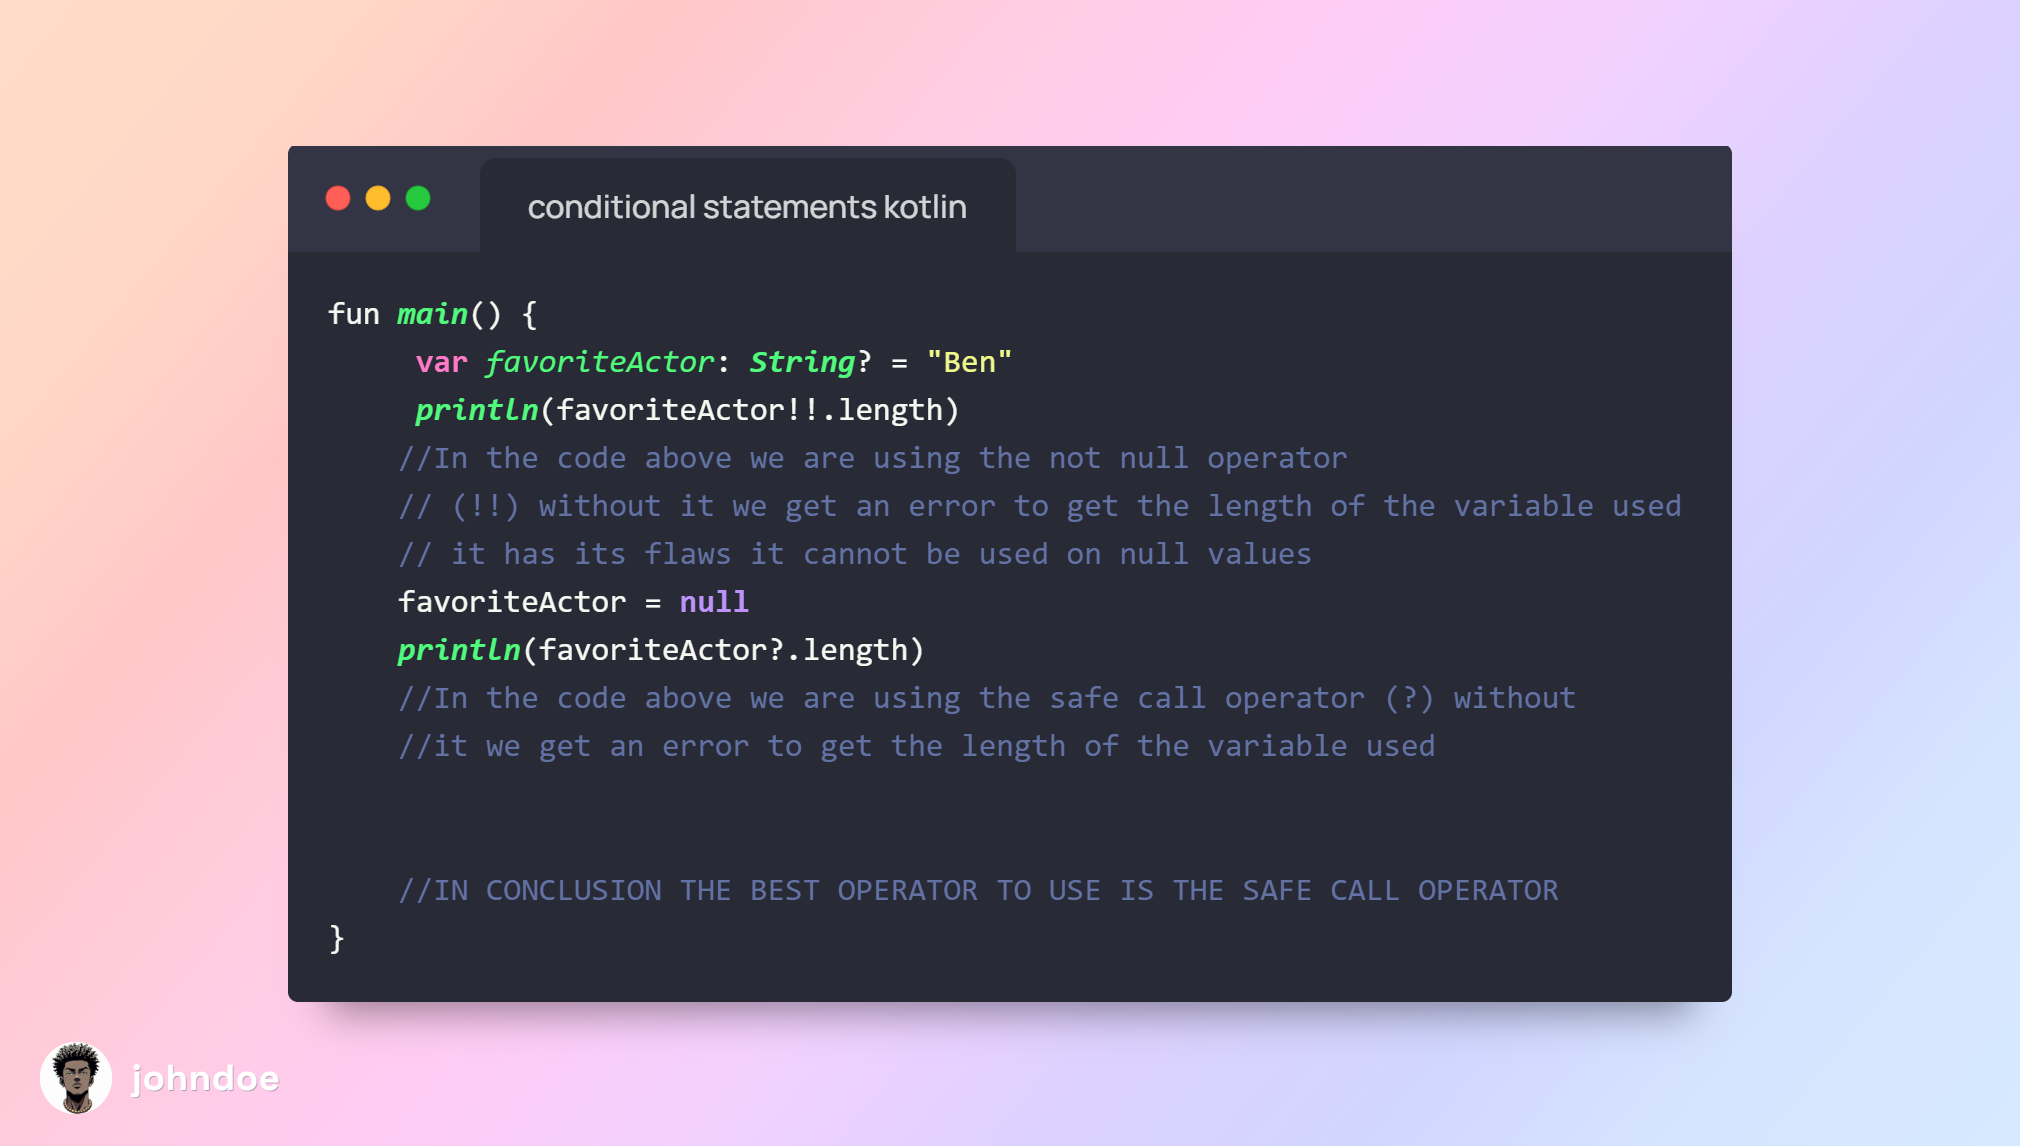 conditional statements kotlin
fun main() {
var favoriteActor: String? = "Ben"
println(favoriteActor!!.length)
//In the code above we are using the not null operator
// (!!) without it we get an error to get the length of the variable used
// it has its flaws it cannot be used on null values
favoriteActor = null
println(favoriteActor?.length)
//In the code above we are using the safe call operator (?) without
//it we get an error to get the length of the variable used
//IN CONCLUSION THE BEST OPERATOR TO USE IS THE SAFE CALL OPERATOR
}
johndoe